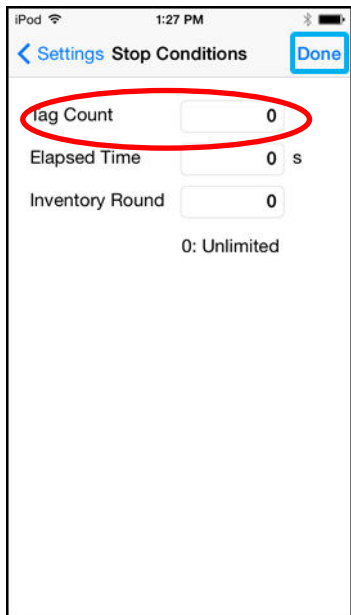 iPod 1:27 PM
Settings Stop Conditions Done
Tag Count 0
Elapsed Time 0 s
Inventory Round 0
0: Unlimited